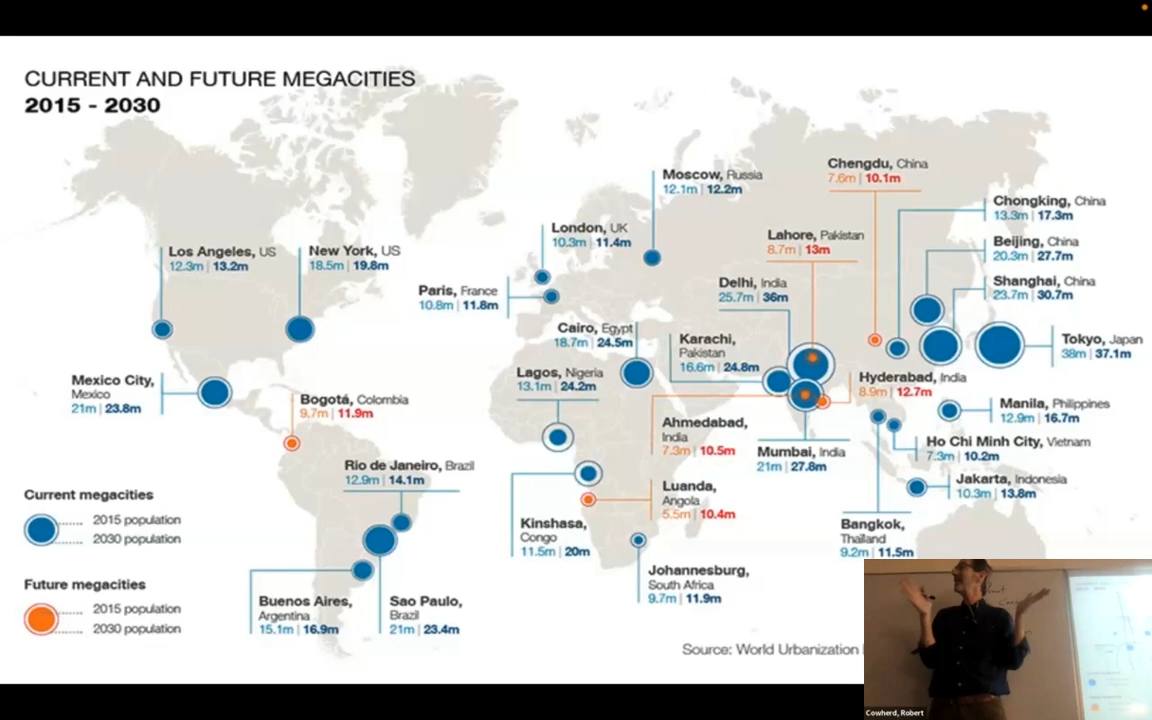 CURRENT AND FUTURE MEGACITIES
2015 - 2030
Chengdu, China
7.6m | 10.1m
Moscow, Russia
12.1m | 12.2m
Chongking, China
13.3m | 17.3m
London, UK
10.3m | 11.4m
Lahore, Pakistan
8.7m | 13m
Beijing, China
20.3m | 27.7m
Los Angeles, US
12.3m | 13.2m
New York, US
18.5m | 19.8m
Paris, France
10.8m | 11.8m
Delhi, India
25.7m | 36m
Shanghai, China
23.7m | 30.7m
Cairo, Egypt
18.7m | 24.5m
Karachi,
Pakistan
16.6m | 24.8m
Tokyo, Japan
38m | 37.1m
Mexico City,
Mexico
21m | 23.8m
Lagos, Nigeria
13.1m | 24.2m
Hyderabad, India
8.9m | 12.7m
Bogotá, Colombia
9.7m | 11.9m
Manila, Philippines
12.9m | 16.7m
Ahmedabad,
India
7.3m | 10.5m
Mumbai, India
21m | 27.8m
Ho Chi Minh City, Vietnam
7.3m | 10.2m
Rio de Janeiro, Brazil
12.9m | 14.1m
Luanda,
Angola
5.5m | 10.4m
Jakarta, Indonesia
10.3m | 13.8m
Kinshasa,
Congo
11.5m | 20m
Bangkok,
Thailand
9.2m | 11.5m
Johannesburg,
South Africa
9.7m | 11.9m
Buenos Aires,
Argentina
15.1m | 16.9m
Sao Paulo,
Brazil
21m | 23.4m
Current megacities
2015 population
2030 population
Future megacities
2015 population
2030 population
Source: World Urbanization
Cowherd, Robert